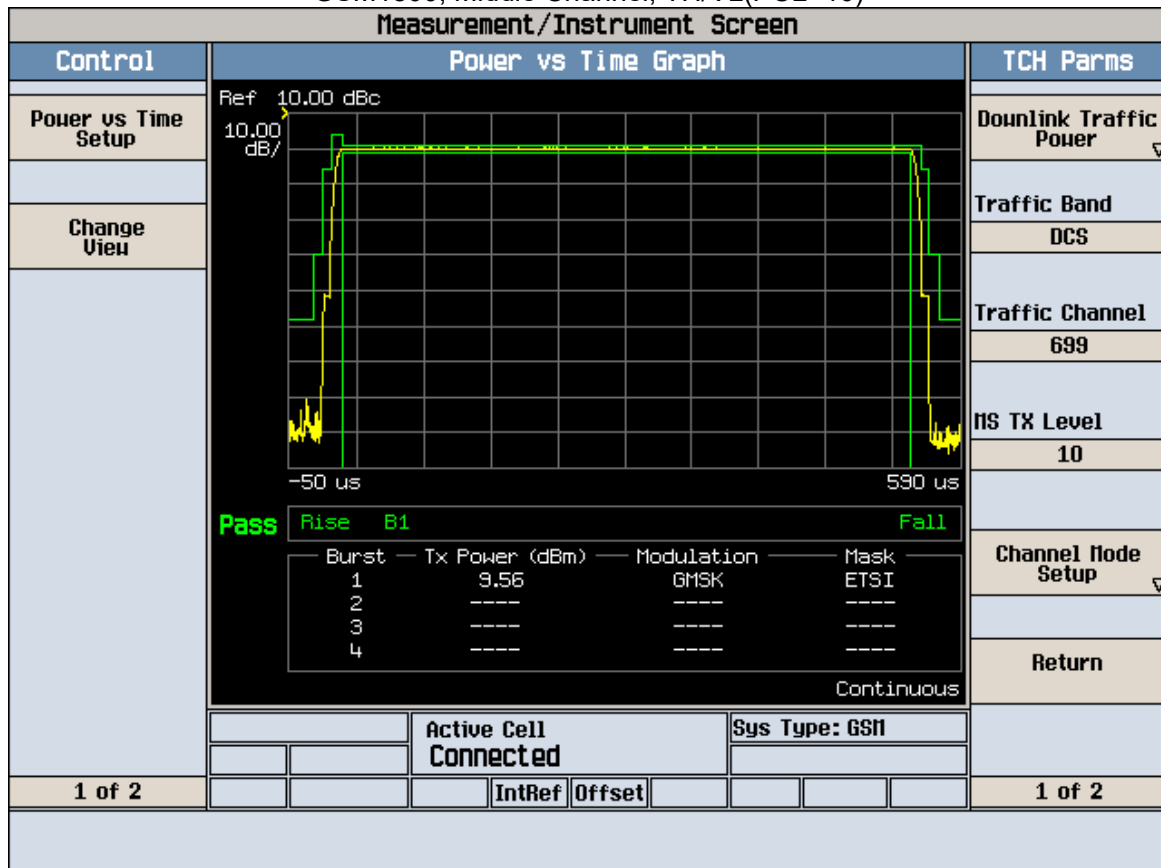 Measurement/Instrument Screen
Control
Power vs Time Graph
TCH Parms
Power vs Time
Setup
Change
View
1 of 2
Ref 10.00 dBc
10.00
dB/
-50 us
590 us
Pass
Rise B1 Fall
Burst Tx Power (dBm) Modulation Mask
1 9.56 GMSK ETSI
2 ---- ---- ----
3 ---- ---- ----
4 ---- ---- ----
Continuous
Active Cell
Connected
Sys Type: GSM
IntRef Offset
Downlink Traffic
Power
Traffic Band
DCS
Traffic Channel
699
MS TX Level
10
Channel Mode
Setup
Return
1 of 2